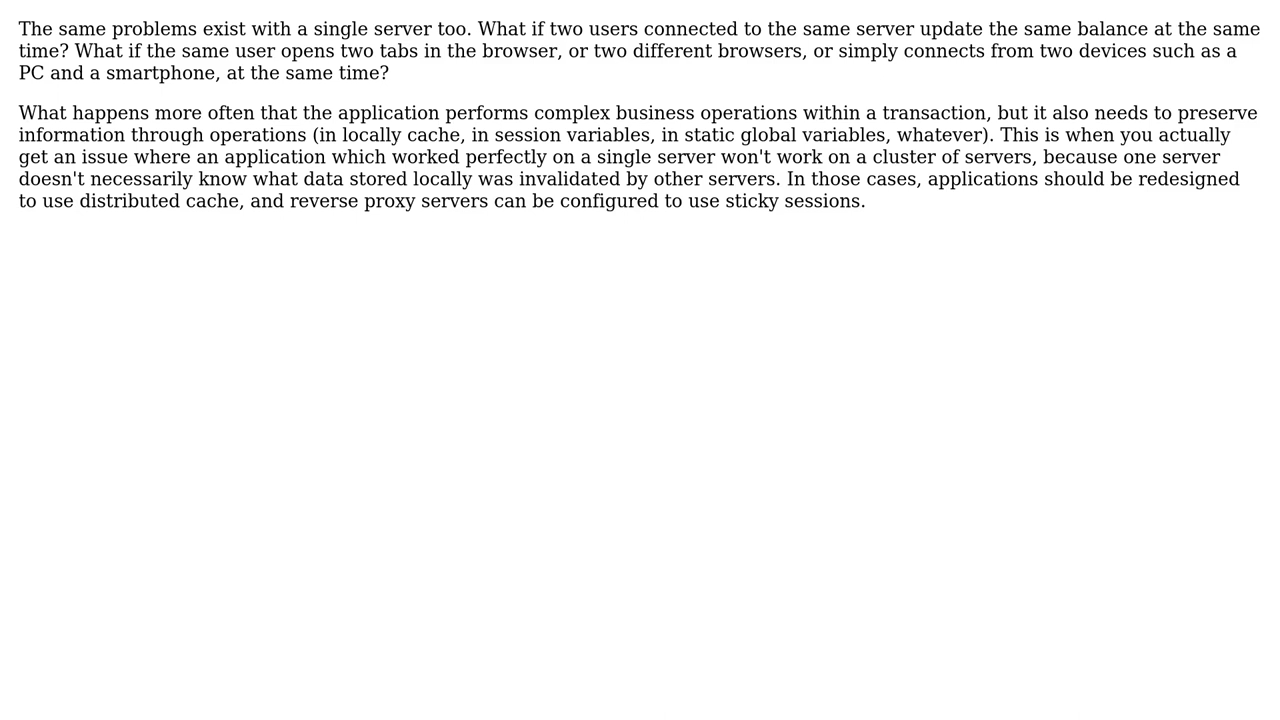 The same problems exist with a single server too. What if two users connected to the same server update the same balance at the same
time? What if the same user opens two tabs in the browser, or two different browsers, or simply connects from two devices such as a
PC and a smartphone, at the same time?
What happens more often that the application performs complex business operations within a transaction, but it also needs to preserve
information through operations (in locally cache, in session variables, in static global variables, whatever). This is when you actually
get an issue where an application which worked perfectly on a single server won't work on a cluster of servers, because one server
doesn't necessarily know what data stored locally was invalidated by other servers. In those cases, applications should be redesigned
to use distributed cache, and reverse proxy servers can be configured to use sticky sessions.